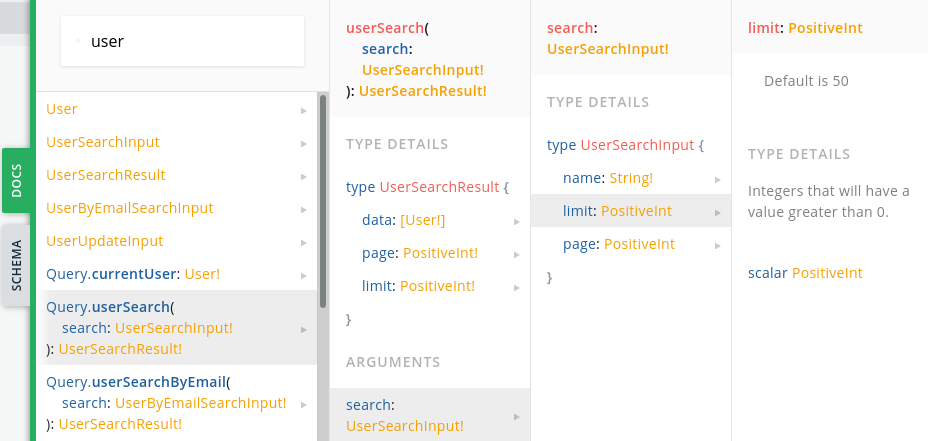 user
DOCS
SCHEMA
User
UserSearchInput
UserSearchResult
UserByEmailSearchInput
UserUpdateInput
Query.currentUser: User!
Query.userSearch(
search: UserSearchInput!
): UserSearchResult!
Query.userSearchByEmail(
search: UserByEmailSearchInput!
): UserSearchResult!
userSearch(
search:
UserSearchInput!
): UserSearchResult!
TYPE DETAILS
type UserSearchResult {
data: [User!]
page: PositiveInt!
limit: PositiveInt!
}
ARGUMENTS
search:
UserSearchInput!
search:
UserSearchInput!
TYPE DETAILS
type UserSearchInput {
name: String!
limit: PositiveInt
page: PositiveInt
}
limit: PositiveInt
Default is 50
TYPE DETAILS
Integers that will have a
value greater than 0.
scalar PositiveInt